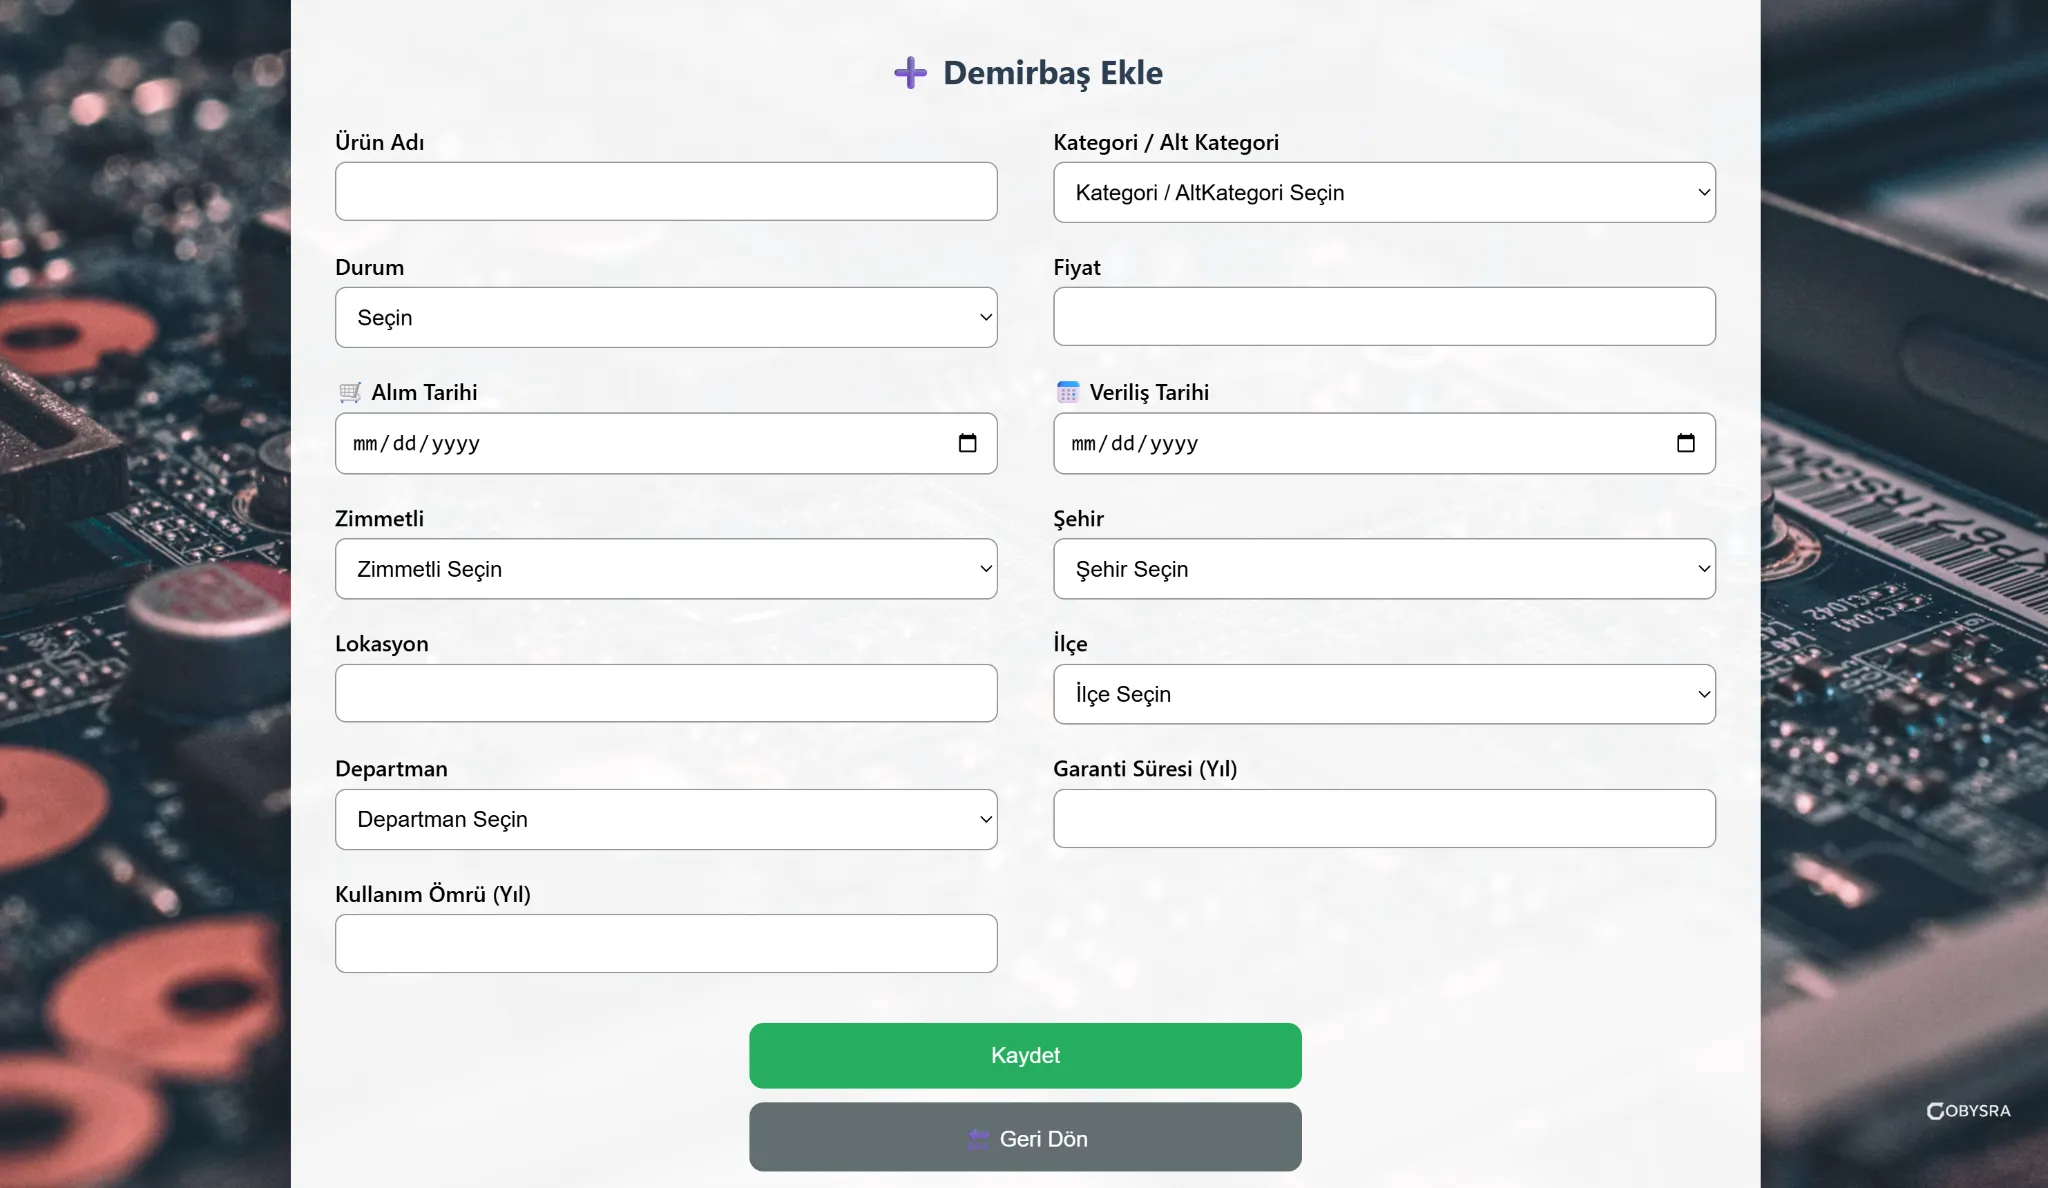 Demirbaş Ekle
Ürün Adı
Kategori / Alt Kategori
Kategori / AltKategori Seçin
Durum
Fiyat
Seçin
Alım Tarihi
Veriliş Tarihi
mm/dd/yyyy
mm/dd/yyyy
Zimmetli
Şehir
Zimmetli Seçin
Şehir Seçin
Lokasyon
İlçe
İlçe Seçin
Departman
Garanti Süresi (Yıl)
Departman Seçin
Kullanım Ömrü (Yıl)
Kaydet
Geri Dön
COBYSRA